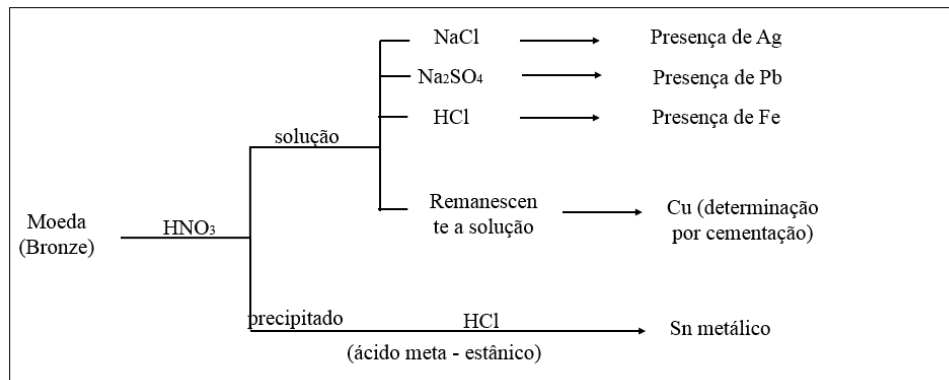 NaCl
Presença de Ag
Na₂SO₄
Presença de Pb
HCl
Presença de Fe
solução
Remanescen
te a solução
Cu (determinação
por cementação)
Moeda
(Bronze)
HNO₃
precipitado
HCl
Sn metálico
(ácido meta - estânico)